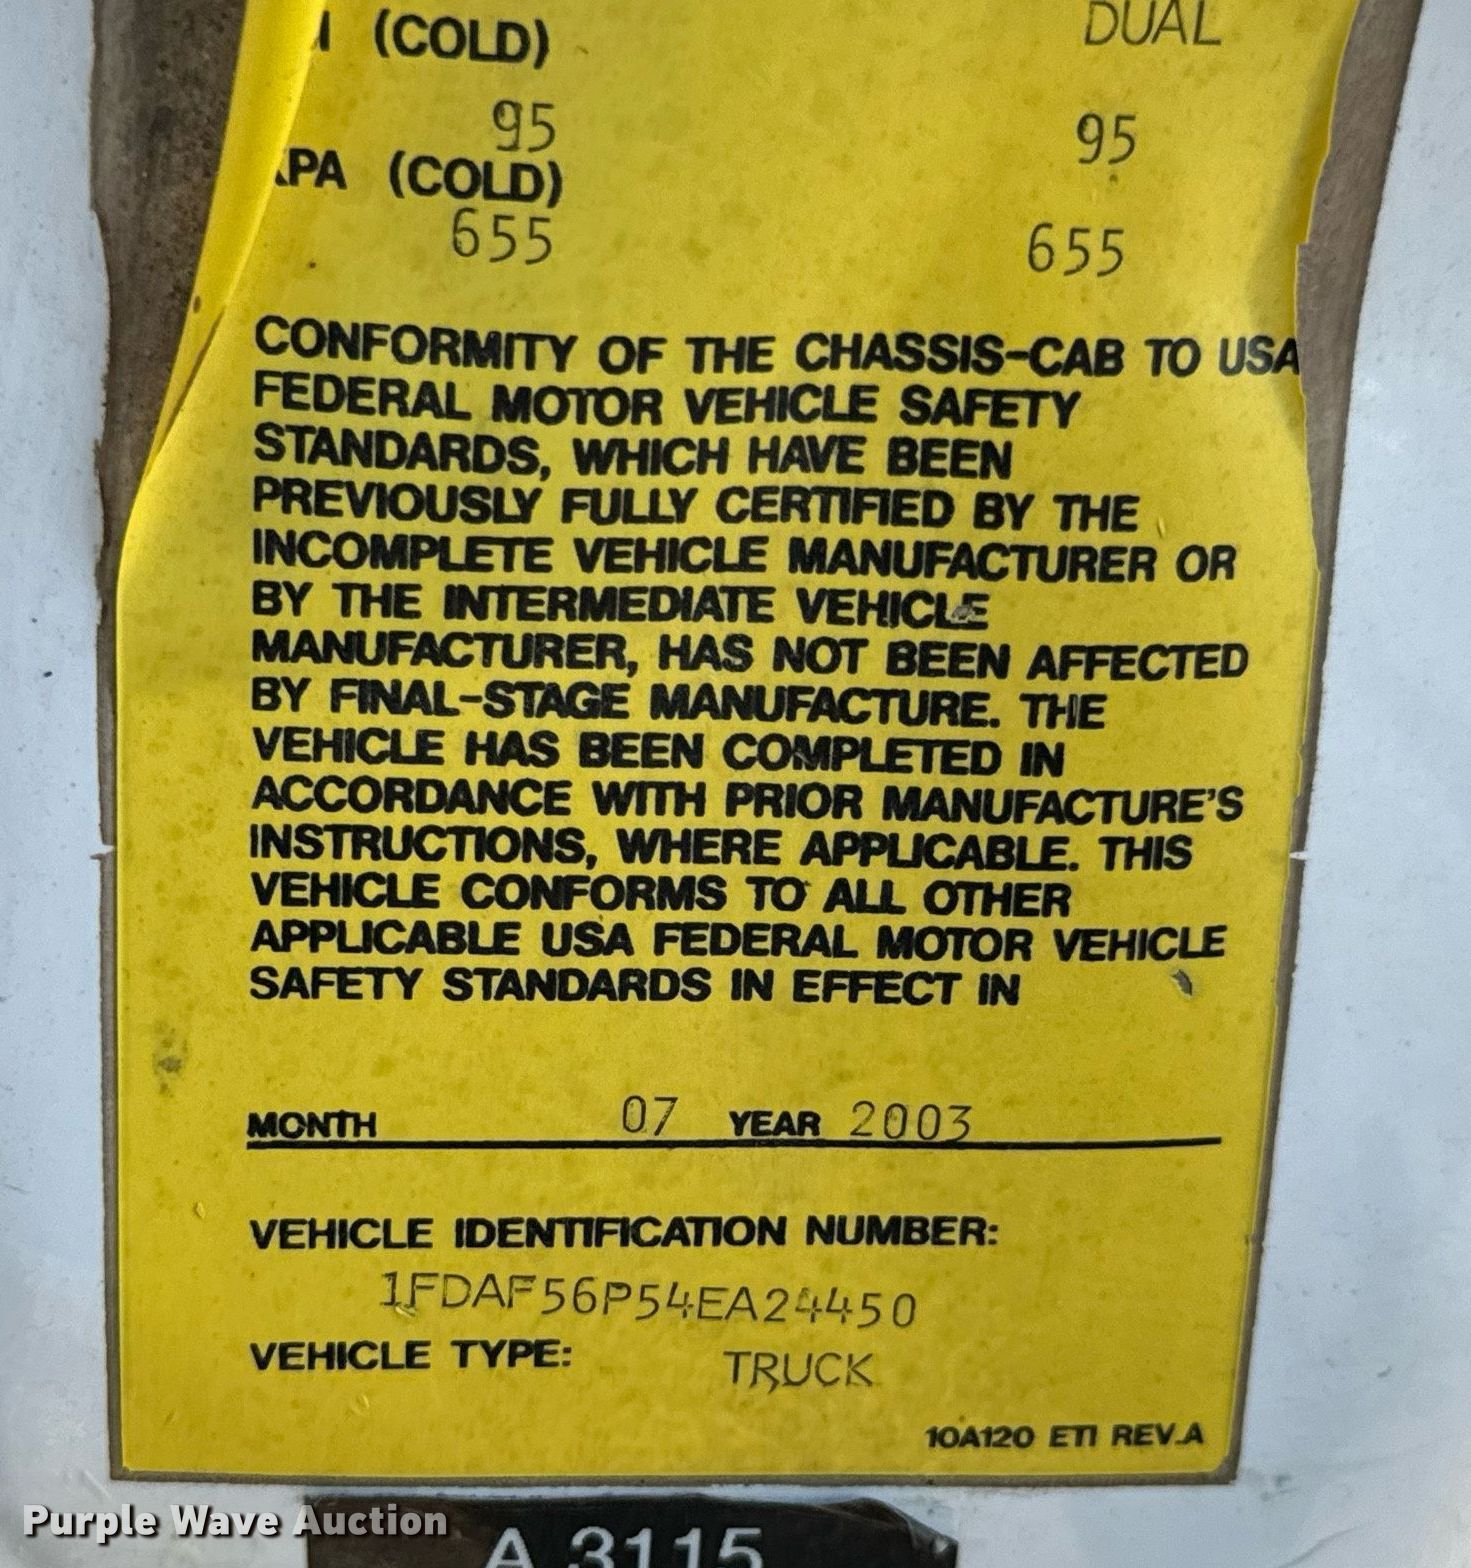 (COLD) DUAL
95 95
KPA (COLD)
655 655
CONFORMITY OF THE CHASSIS-CAB TO USA
FEDERAL MOTOR VEHICLE SAFETY
STANDARDS, WHICH HAVE BEEN
PREVIOUSLY FULLY CERTIFIED BY THE
INCOMPLETE VEHICLE MANUFACTURER OR
BY THE INTERMEDIATE VEHICLE
MANUFACTURER, HAS NOT BEEN AFFECTED
BY FINAL-STAGE MANUFACTURE. THE
VEHICLE HAS BEEN COMPLETED IN
ACCORDANCE WITH PRIOR MANUFACTURE'S
INSTRUCTIONS, WHERE APPLICABLE. THIS
VEHICLE CONFORMS TO ALL OTHER
APPLICABLE USA FEDERAL MOTOR VEHICLE
SAFETY STANDARDS IN EFFECT IN
MONTH 07 YEAR 2003
VEHICLE IDENTIFICATION NUMBER:
1FDAF56P54EA24450
VEHICLE TYPE: TRUCK
10A120 ETI REV.A
A 3115
Purple Wave Auction